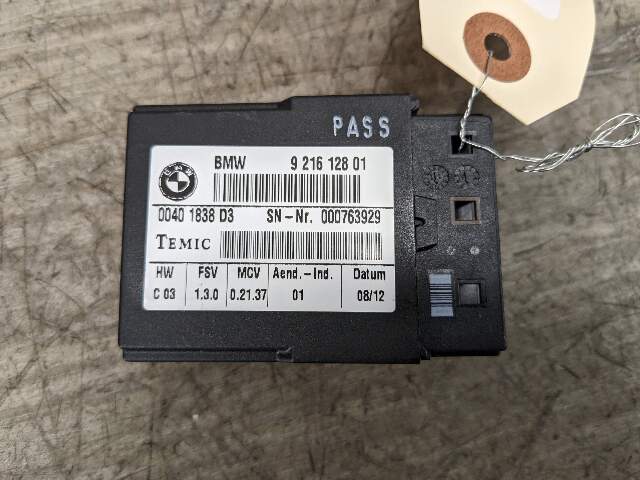 PASS
BMW 9 216 128 01
0040 1838 D3 SN-Nr. 000763929
TEMIC
HW FSV MCV Aend.-Ind. Datum
C 03 1.3.0 0.21.37 01 08/12